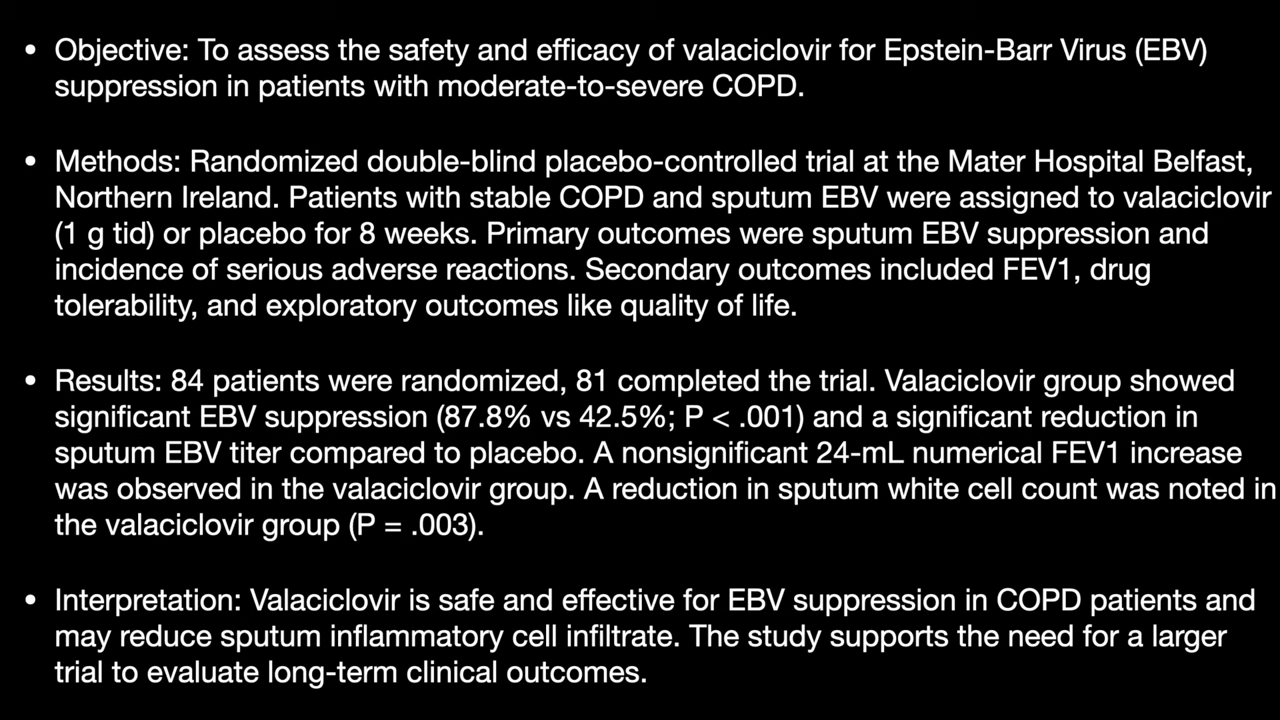 • Objective: To assess the safety and efficacy of valaciclovir for Epstein-Barr Virus (EBV)
suppression in patients with moderate-to-severe COPD.
• Methods: Randomized double-blind placebo-controlled trial at the Mater Hospital Belfast,
Northern Ireland. Patients with stable COPD and sputum EBV were assigned to valaciclovir
(1 g tid) or placebo for 8 weeks. Primary outcomes were sputum EBV suppression and
incidence of serious adverse reactions. Secondary outcomes included FEV1, drug
tolerability, and exploratory outcomes like quality of life.
• Results: 84 patients were randomized, 81 completed the trial. Valaciclovir group showed
significant EBV suppression (87.8% vs 42.5%; P < .001) and a significant reduction in
sputum EBV titer compared to placebo. A nonsignificant 24-mL numerical FEV1 increase
was observed in the valaciclovir group. A reduction in sputum white cell count was noted in
the valaciclovir group (P = .003).
• Interpretation: Valaciclovir is safe and effective for EBV suppression in COPD patients and
may reduce sputum inflammatory cell infiltrate. The study supports the need for a larger
trial to evaluate long-term clinical outcomes.